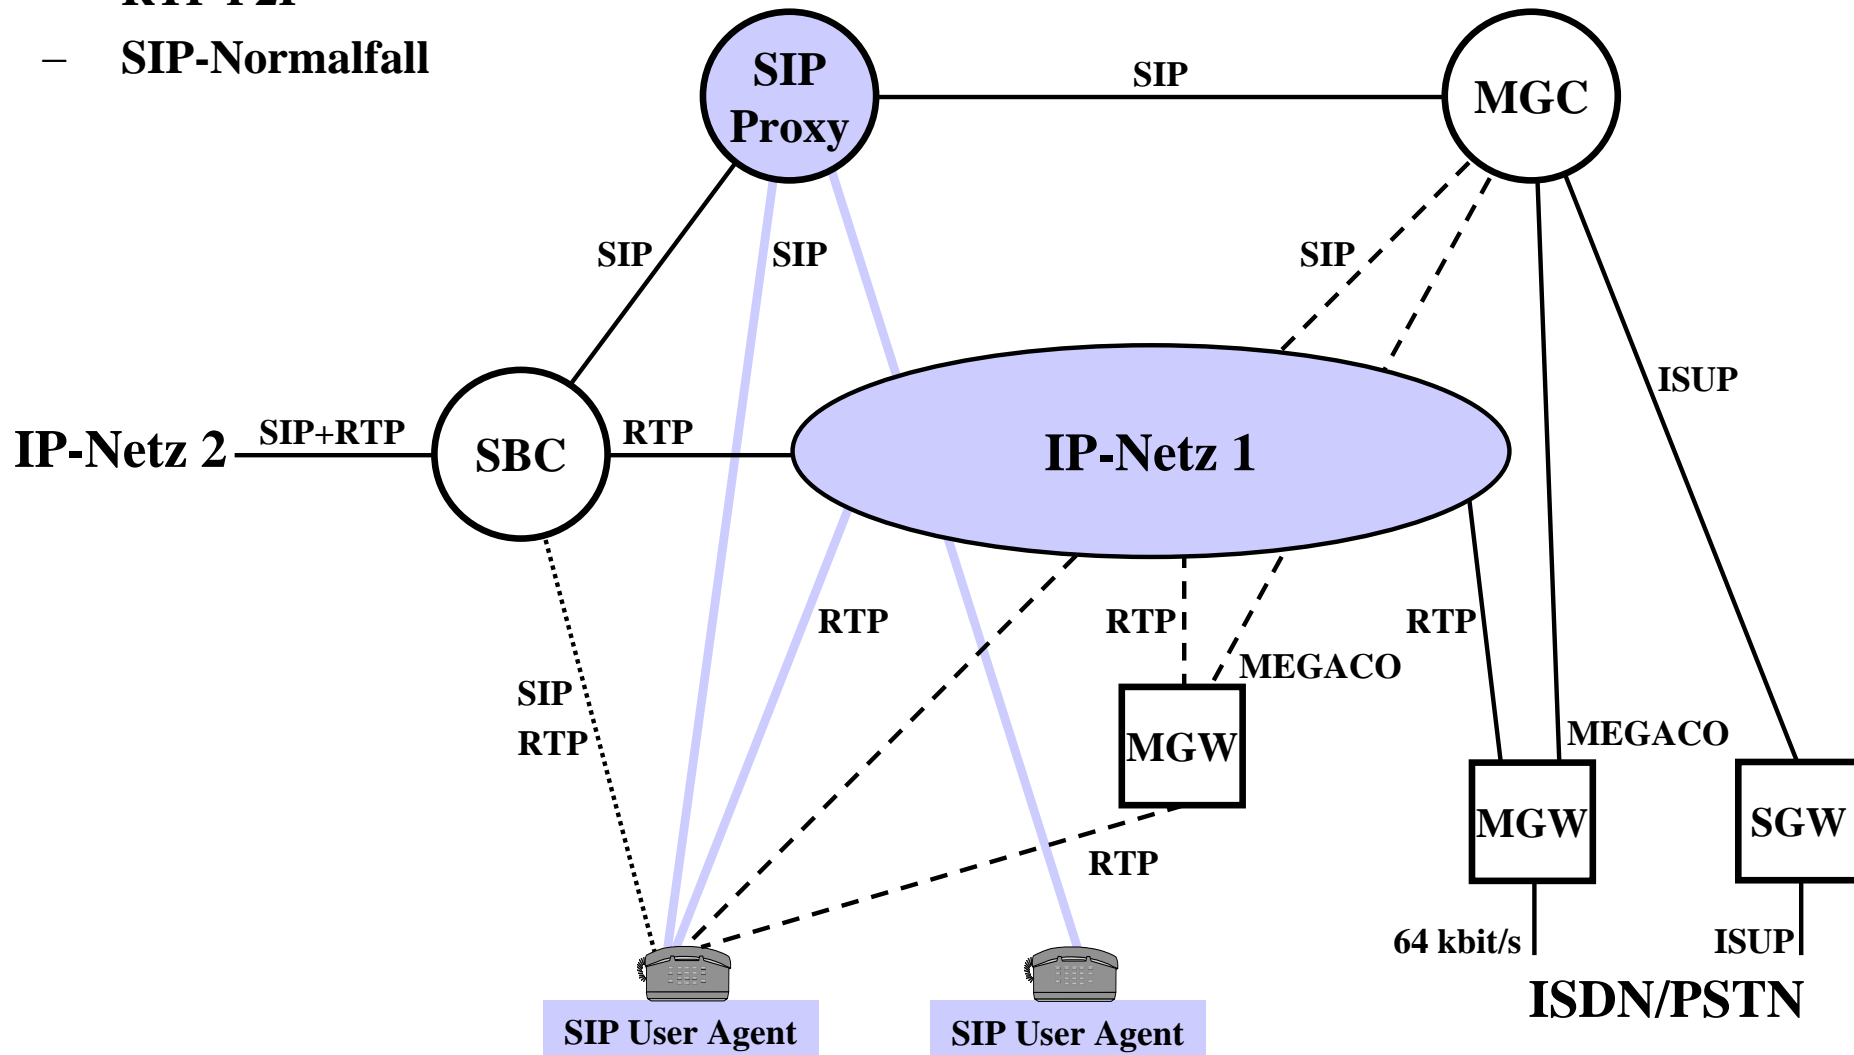 – SIP-Normalfall
SIP
Proxy
SIP
MGC
SIP
SIP
SIP
ISUP
IP-Netz 2
SIP+RTP
SBC
RTP
IP-Netz 1
RTP
RTP
RTP
MEGACO
SIP
RTP
MGW
MEGACO
MGW
SGW
RTP
64 kbit/s
ISUP
ISDN/PSTN
SIP User Agent
SIP User Agent